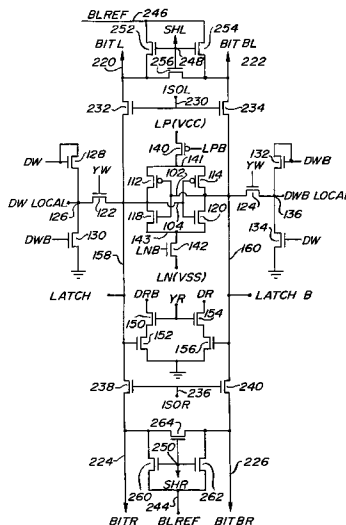 BLREF 246
252 SHL 254
BIT L BIT BL
256 248
220 222
ISOL
232 230 234
LP(VCC)
140 LPB
141
DW 128 YW 112 102 114 132 DWB
YW
DW LOCAL DWB LOCAL
126 122 118 104 120 124 136
DWB 130 143 142 134 DW
LNB
158 LN(VSS) 160
LATCH DRB YR DR LATCH B
150 154
152 156
238 236 240
ISOR
264
224 250 226
260 SHR 262
244
BITR BLREF BITBR